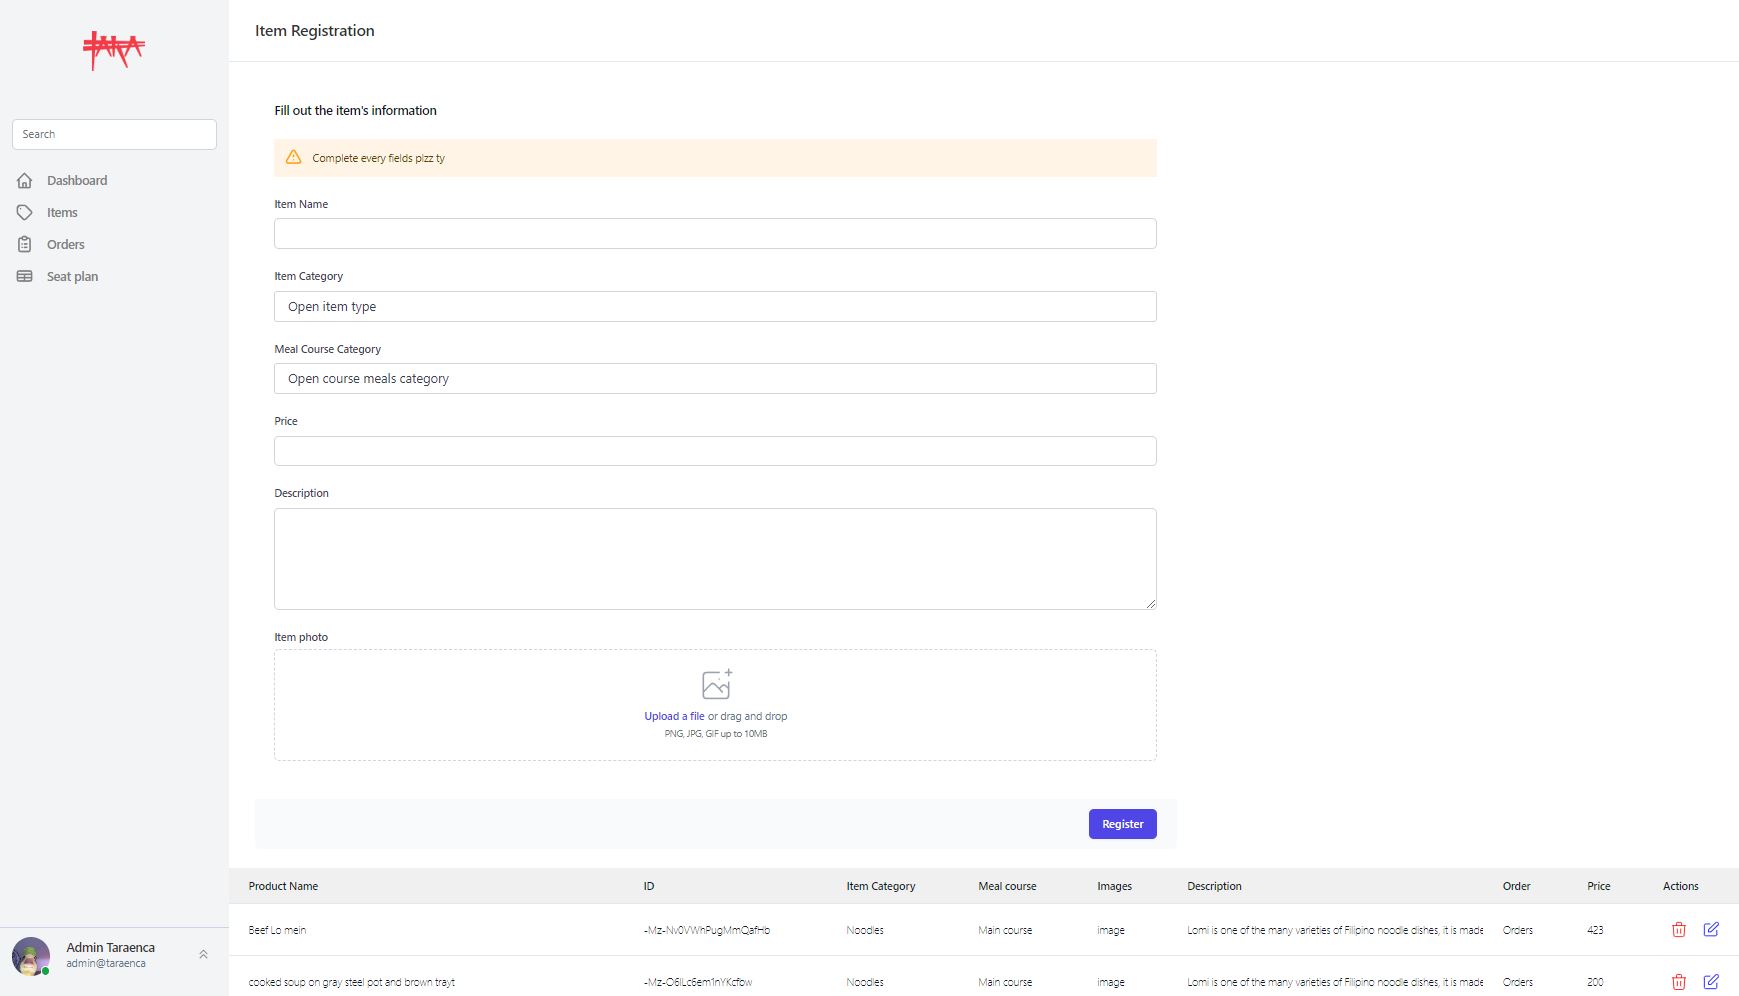 TARA
Item Registration
Search
Dashboard
Items
Orders
Seat plan
Fill out the item's information
Complete every fields plzz ty
Item Name
Item Category
Open item type
Meal Course Category
Open course meals category
Price
Description
Item photo
Upload a file or drag and drop
PNG, JPG, GIF up to 10MB
Register
Product Name ID Item Category Meal course Images Description Order Price Actions
Beef Lo mein -Mz-Nv0VWhPugMmQafHb Noodles Main course image Lomi is one of the many varieties of Filipino noodle dishes, it is made Orders 423
cooked soup on gray steel pot and brown trayt -Mz-O6lLc6em1nYKcfow Noodles Main course image Lomi is one of the many varieties of Filipino noodle dishes, it is made Orders 200
Admin Taraenca
admin@taraenca